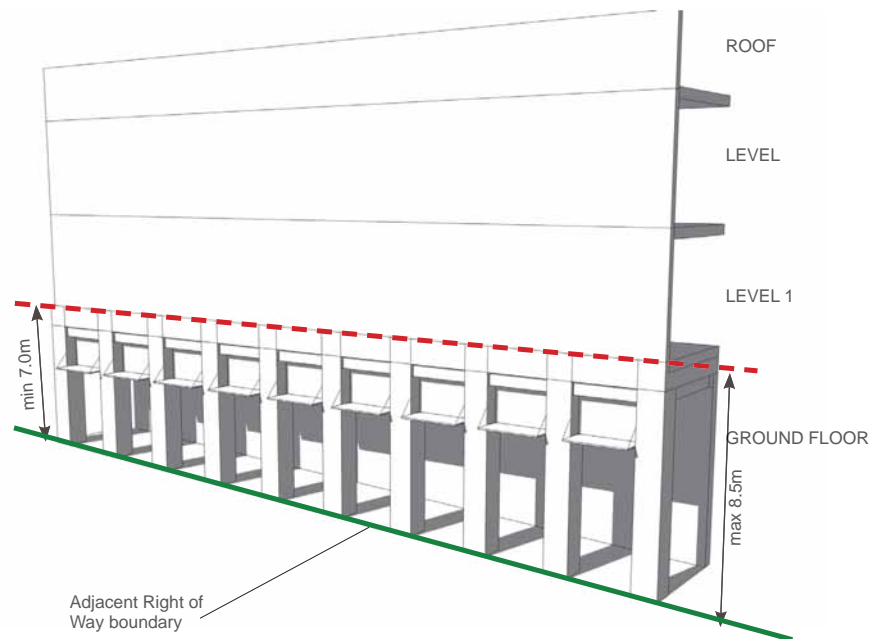 ROOF
LEVEL
LEVEL 1
min 7.0m
GROUND FLOOR
max 8.5m
Adjacent Right of
Way boundary